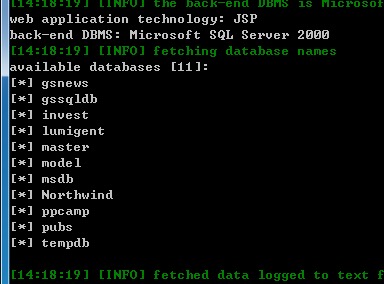 [14:18:19] [INFO] the back-end DBMS is Microsof
web application technology: JSP
back-end DBMS: Microsoft SQL Server 2000
[14:18:19] [INFO] fetching database names
available databases [11]:
[*] gsnews
[*] gssqldb
[*] invest
[*] lumigent
[*] master
[*] model
[*] msdb
[*] Northwind
[*] ppcamp
[*] pubs
[*] tempdb
[14:18:19] [INFO] fetched data logged to text f